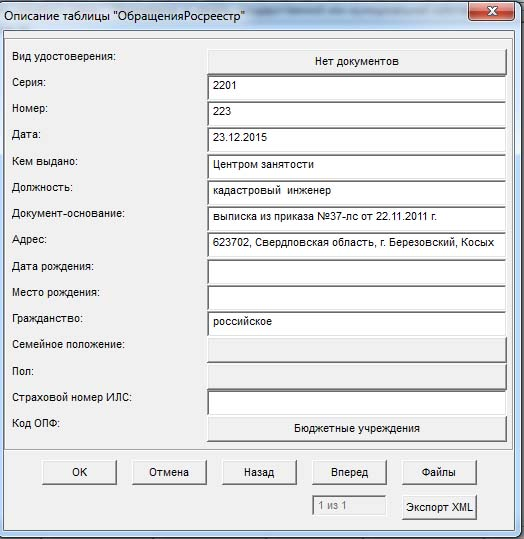 Описание таблицы "ОбращенияРосреестр"
Вид удостоверения: Нет документов
Серия: 2201
Номер: 223
Дата: 23.12.2015
Кем выдано: Центром занятости
Должность: кадастровый инженер
Документ-основание: выписка из приказа №37-лс от 22.11.2011 г.
Адрес: 623702, Свердловская область, г. Березовский, Косых
Дата рождения:
Место рождения:
Гражданство: российское
Семейное положение:
Пол:
Страховой номер ИЛС:
Код ОПФ: Бюджетные учреждения
OK Отмена Назад Вперед Файлы
1 из 1 Экспорт XML